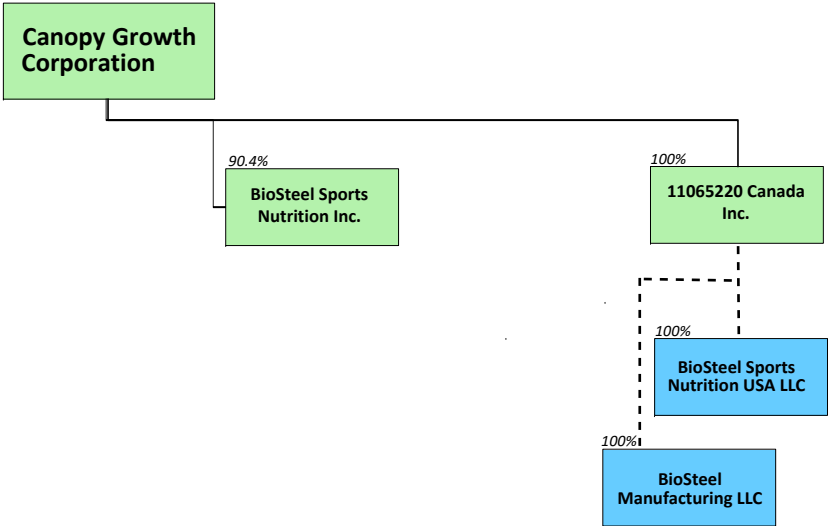 Canopy Growth
Corporation
90.4%
BioSteel Sports
Nutrition Inc.
100%
11065220 Canada
Inc.
100%
BioSteel Sports
Nutrition USA LLC
100%
BioSteel
Manufacturing LLC